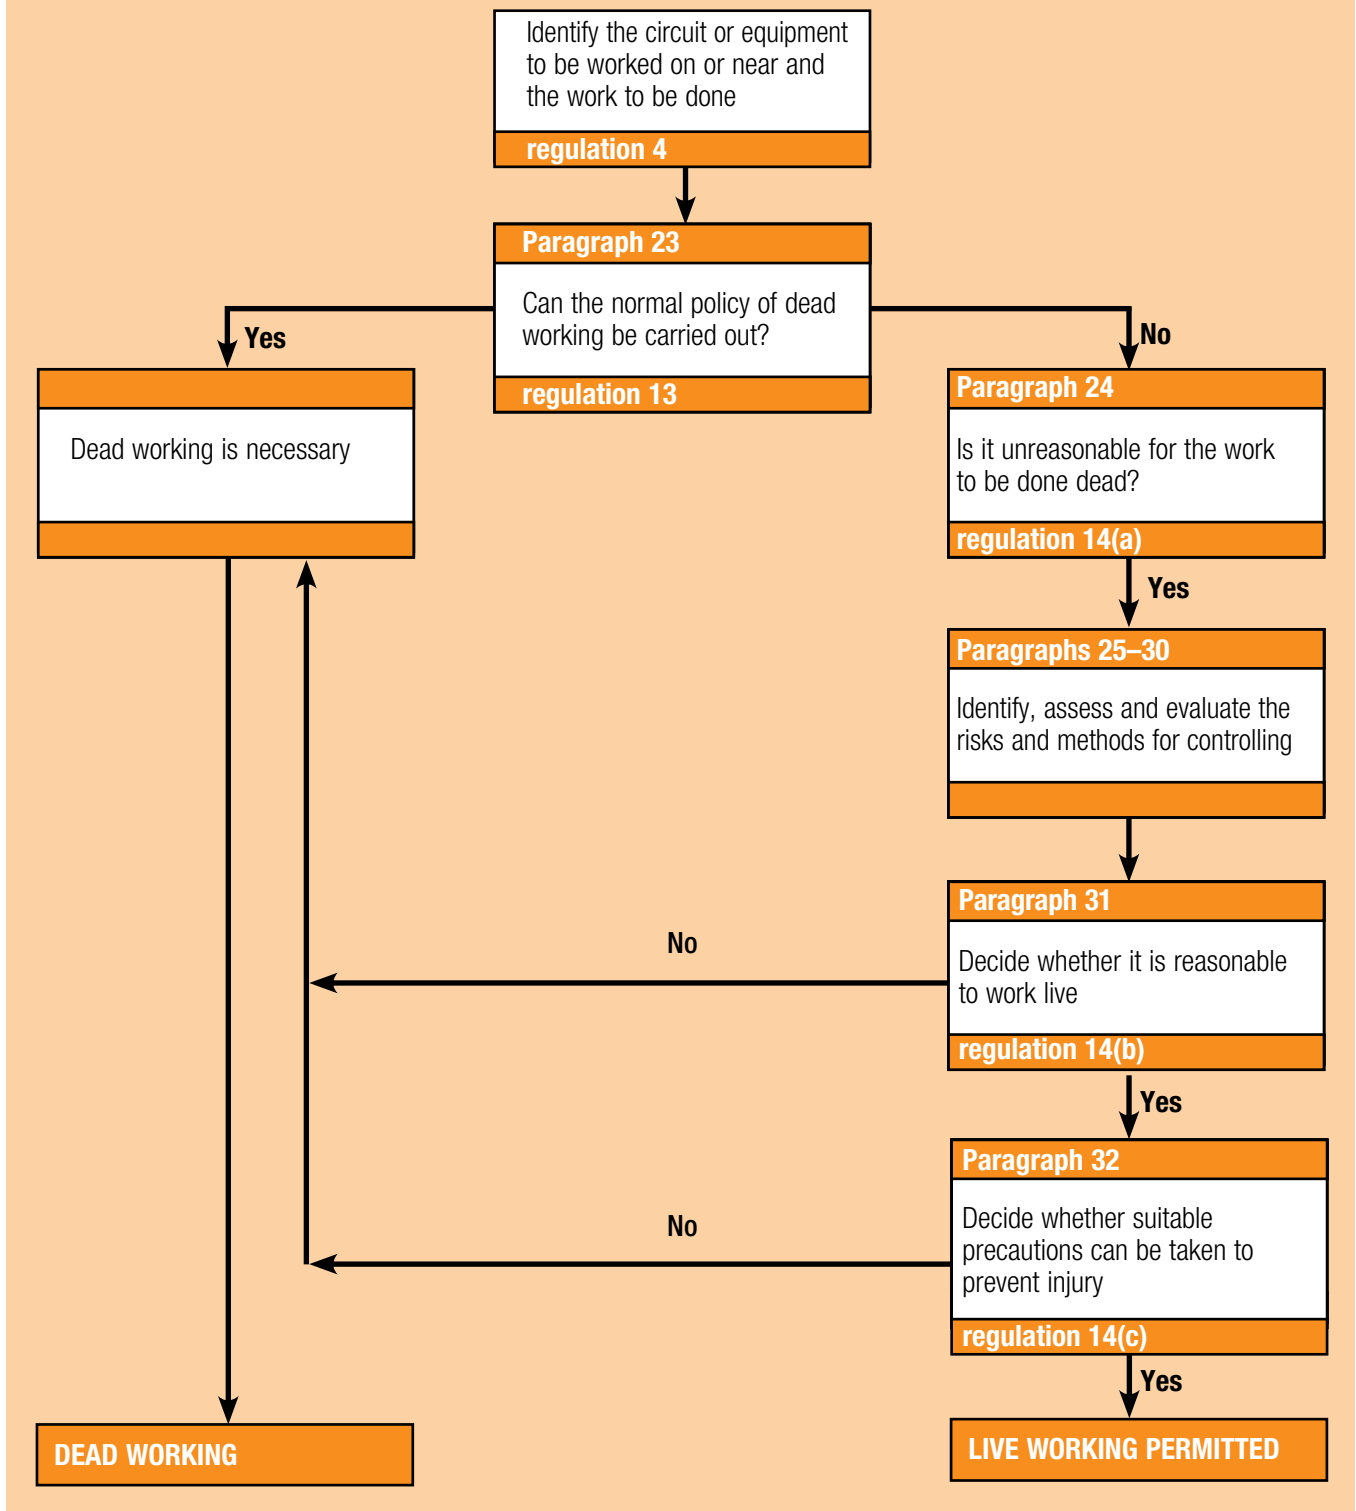 Identify the circuit or equipment
to be worked on or near and
the work to be done
regulation 4
Paragraph 23
Can the normal policy of dead
working be carried out?
regulation 13
Yes
No
Dead working is necessary
Paragraph 24
Is it unreasonable for the work
to be done dead?
regulation 14(a)
Yes
Paragraphs 25–30
Identify, assess and evaluate the
risks and methods for controlling
Paragraph 31
Decide whether it is reasonable
to work live
regulation 14(b)
No
Yes
Paragraph 32
Decide whether suitable
precautions can be taken to
prevent injury
regulation 14(c)
No
Yes
DEAD WORKING
LIVE WORKING PERMITTED